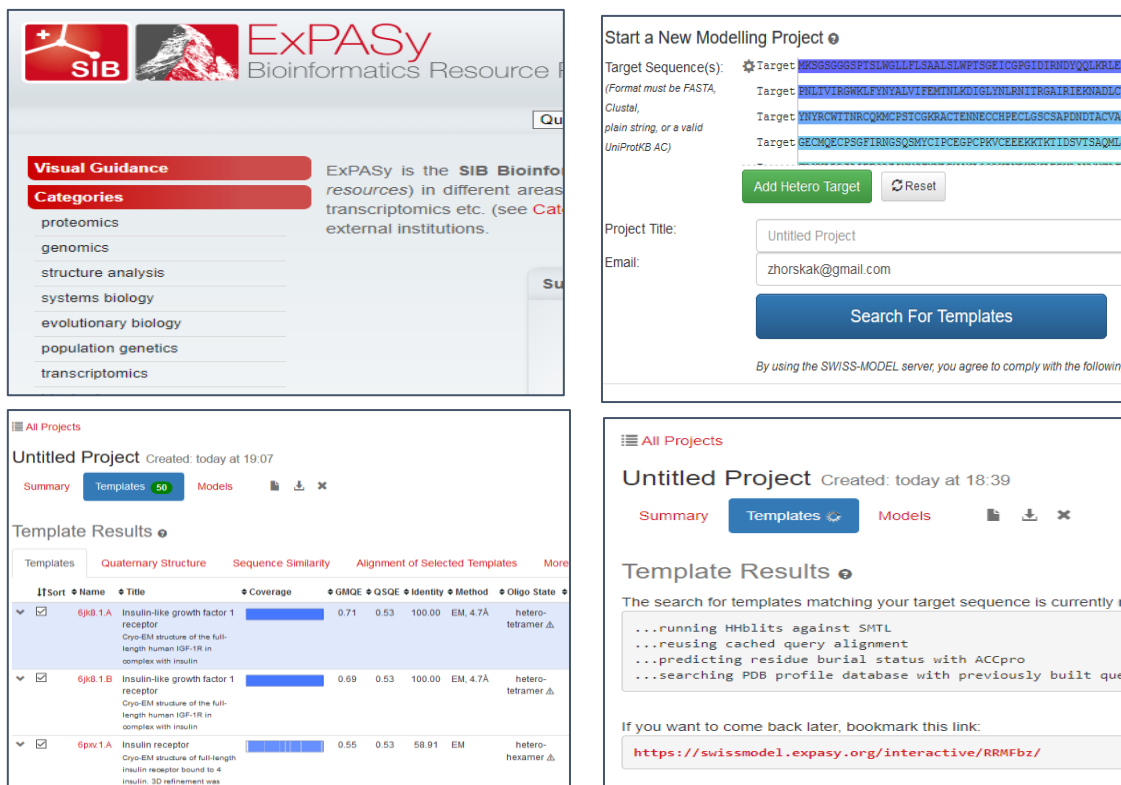 SIB
ExPASy
Bioinformatics Resource
Qu
Visual Guidance
Categories
proteomics
genomics
structure analysis
systems biology
evolutionary biology
population genetics
transcriptomics
ExPASy is the SIB Bioinfo
resources) in different areas
transcriptomics etc. (see Cat
external institutions.
Su
Start a New Modelling Project
Target Sequence(s):
(Format must be FASTA,
Clustal,
plain string, or a valid
UniProtKB AC)
Target MKSGSGGGSPTSLWGLLFLSAALSLWPTSGEICGPGIDIRNDYQQLKRLE
Target PNLTVIRGWKLFYNYALVIFEMTNLKDIGLYNLRNITRGAIRIEKNADLC
Target YNYRCWTTNRCQKMCPSTCGKRACTENNECCHPECLGSCSAPDNDTACVA
Target GECMQECPSGFIRNGSQSMYCIPCEGPCPKVCEEEKKTKTIDSVTSAQML
Add Hetero Target
Reset
Project Title:
Untitled Project
Email:
zhorskak@gmail.com
Search For Templates
By using the SWISS-MODEL server, you agree to comply with the followin
All Projects
Untitled Project Created: today at 19:07
Summary Templates 50 Models
Template Results
Templates Quaternary Structure Sequence Similarity Alignment of Selected Templates More
Sort Name Title Coverage GMQE QSQE Identity Method Oligo State
6jk8.1.A Insulin-like growth factor 1 0.71 0.53 100.00 EM, 4.7Å hetero-
receptor tetramer
Cryo-EM structure of the full-
length human IGF-1R in
complex with insulin
6jk8.1.B Insulin-like growth factor 1 0.69 0.53 100.00 EM, 4.7Å hetero-
receptor tetramer
Cryo-EM structure of the full-
length human IGF-1R in
complex with insulin
6pxv.1.A Insulin receptor 0.55 0.53 58.91 EM hetero-
Cryo-EM structure of full-length hexamer
insulin receptor bound to 4
insulin. 3D refinement was
All Projects
Untitled Project Created: today at 18:39
Summary Templates Models
Template Results
The search for templates matching your target sequence is currently
...running HHblits against SMTL
...reusing cached query alignment
...predicting residue burial status with ACCpro
...searching PDB profile database with previously built que
If you want to come back later, bookmark this link:
https://swissmodel.expasy.org/interactive/RRMFbz/